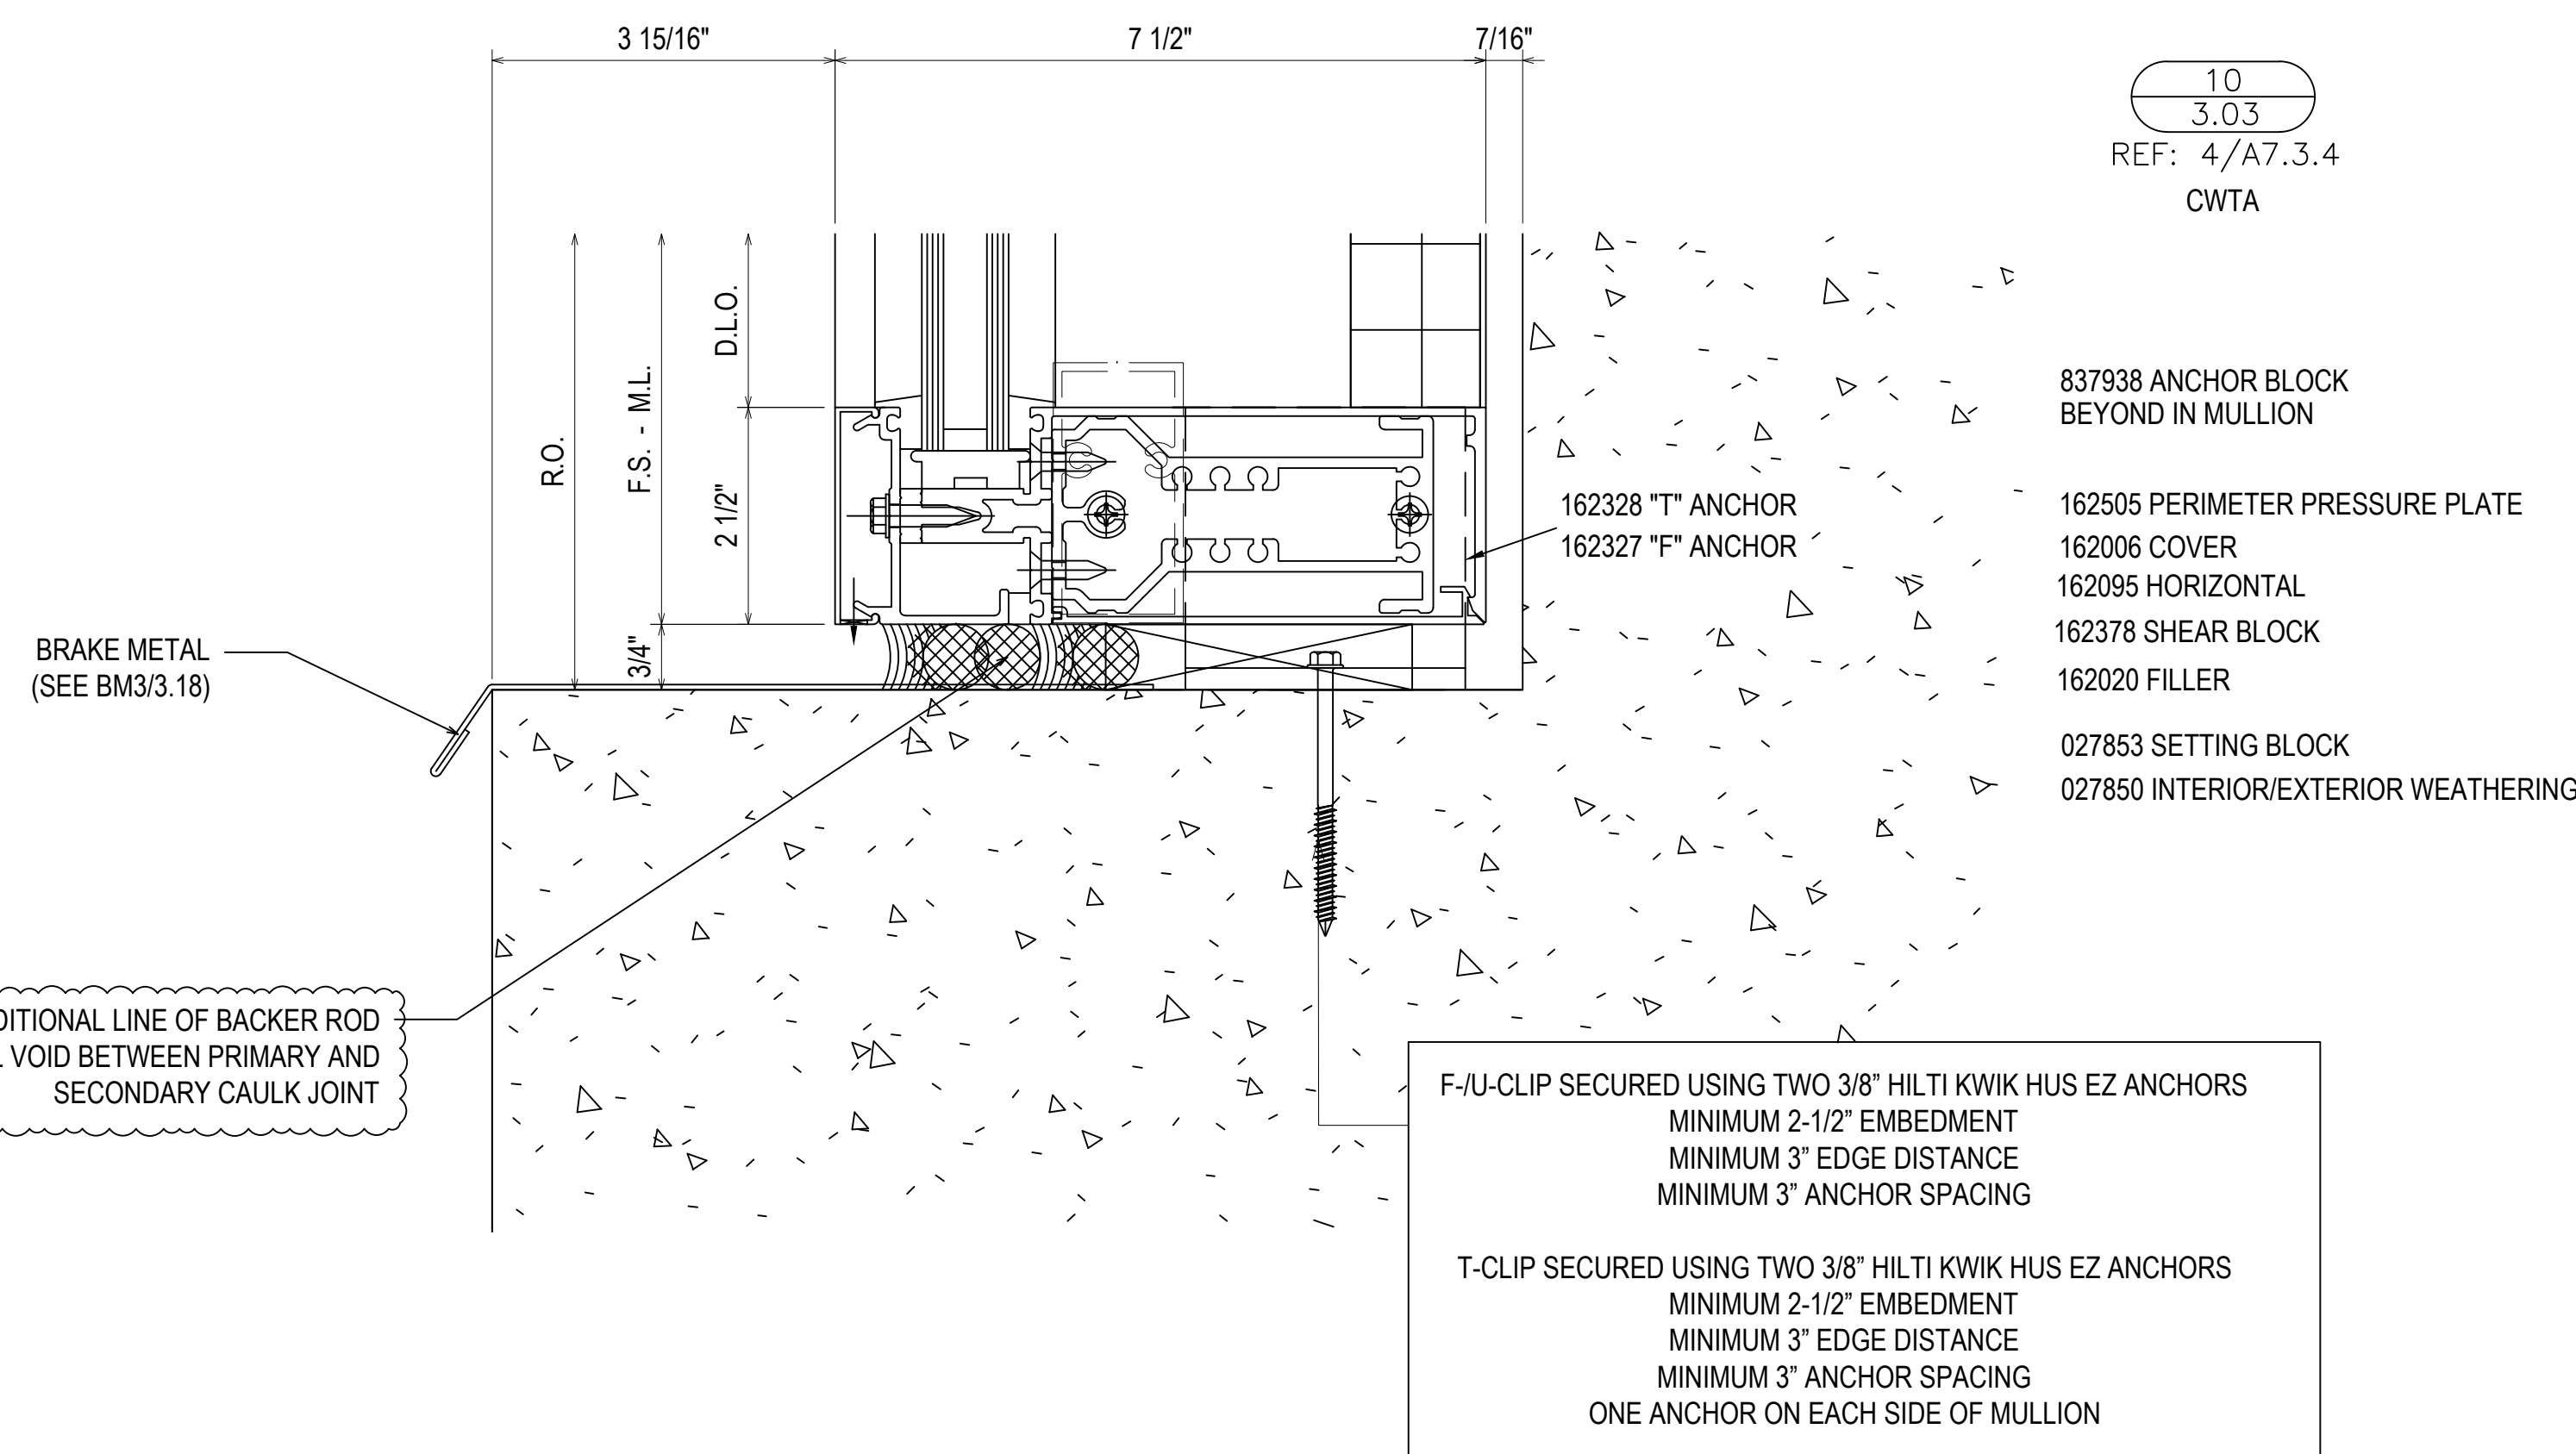 3 15/16"
7 1/2"
7/16"
10
3.03
REF: 4/A7.3.4
CWTA
R.O.
F.S. - M.L.
D.L.O.
2 1/2"
3/4"
837938 ANCHOR BLOCK
BEYOND IN MULLION
162328 "T" ANCHOR
162327 "F" ANCHOR
162505 PERIMETER PRESSURE PLATE
162006 COVER
162095 HORIZONTAL
162378 SHEAR BLOCK
162020 FILLER
027853 SETTING BLOCK
027850 INTERIOR/EXTERIOR WEATHERING
BRAKE METAL
(SEE BM3/3.18)
LINE OF BACKER ROD
VOID BETWEEN PRIMARY AND
SECONDARY CAULK JOINT
F-/U-CLIP SECURED USING TWO 3/8” HILTI KWIK HUS EZ ANCHORS
MINIMUM 2-1/2” EMBEDMENT
MINIMUM 3” EDGE DISTANCE
MINIMUM 3” ANCHOR SPACING
T-CLIP SECURED USING TWO 3/8” HILTI KWIK HUS EZ ANCHORS
MINIMUM 2-1/2” EMBEDMENT
MINIMUM 3” EDGE DISTANCE
MINIMUM 3” ANCHOR SPACING
ONE ANCHOR ON EACH SIDE OF MULLION